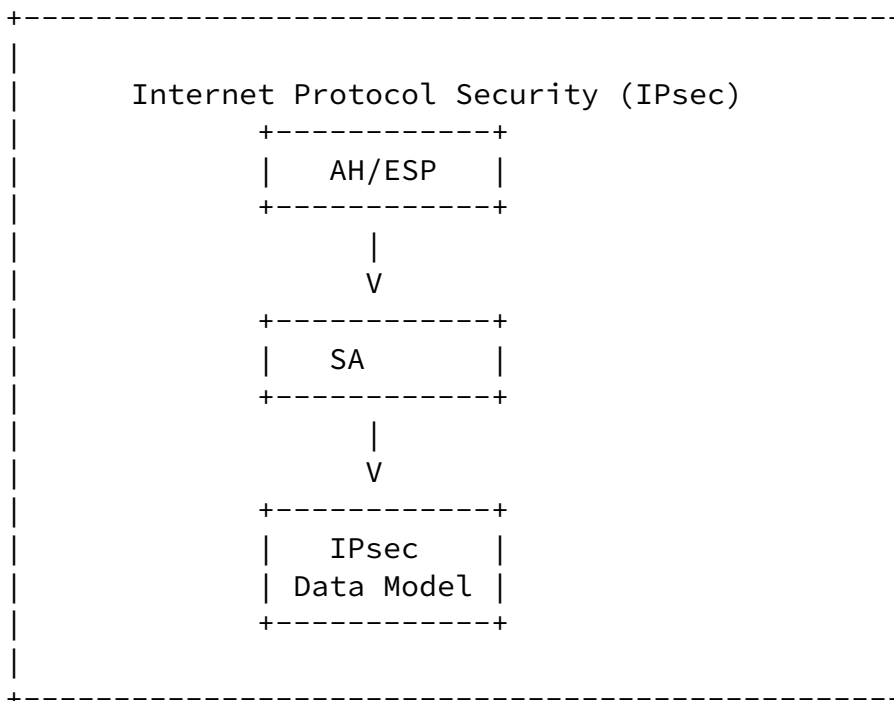 Internet Protocol Security (IPsec)
AH/ESP
V
SA
V
IPsec
Data Model